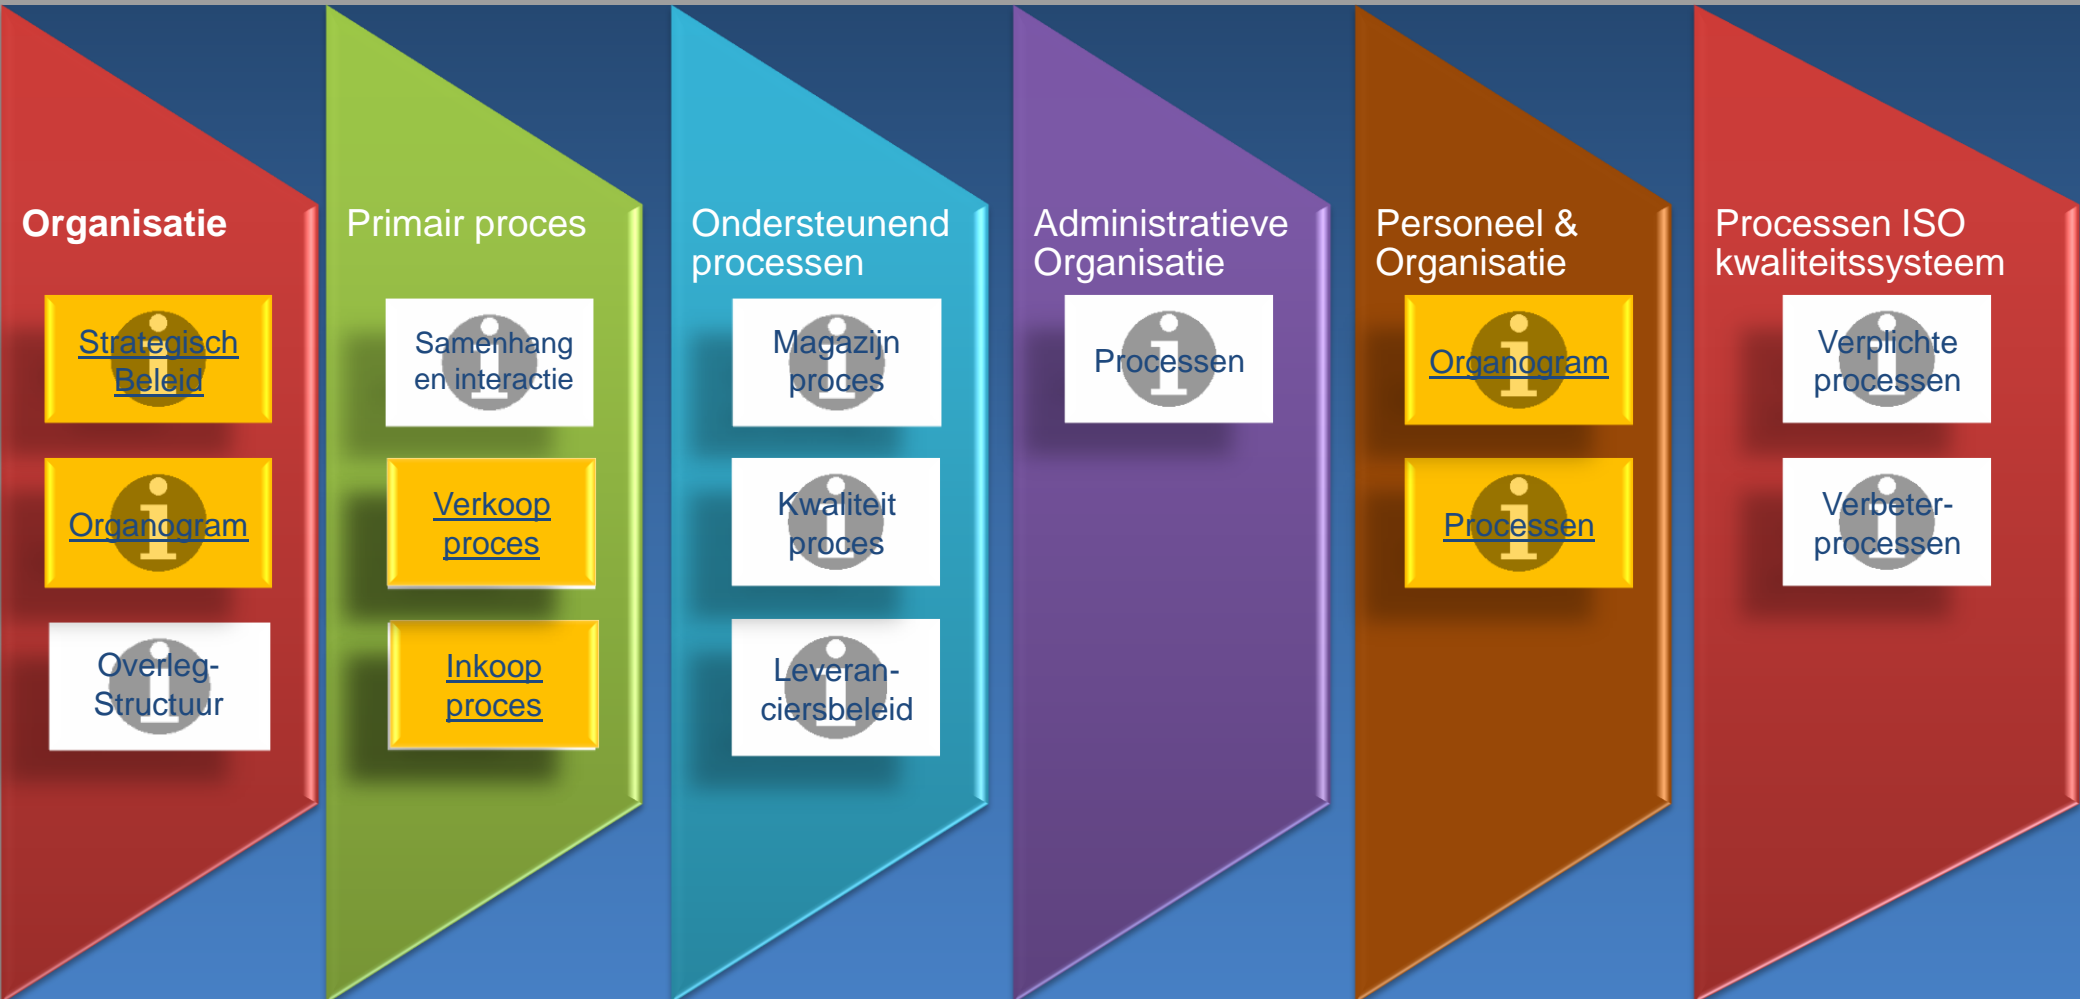 Organisatie
Strategisch
Beleid
Organogram
Overleg-
Structuur
Primair proces
Samenhang
en interactie
Verkoop
proces
Inkoop
proces
Ondersteunend
processen
Magazijn
proces
Kwaliteit
proces
Leveran-
ciersbeleid
Administratieve
Organisatie
Processen
Personeel &
Organisatie
Organogram
Processen
Processen ISO
kwaliteitssysteem
Verplichte
processen
Verbeter-
processen